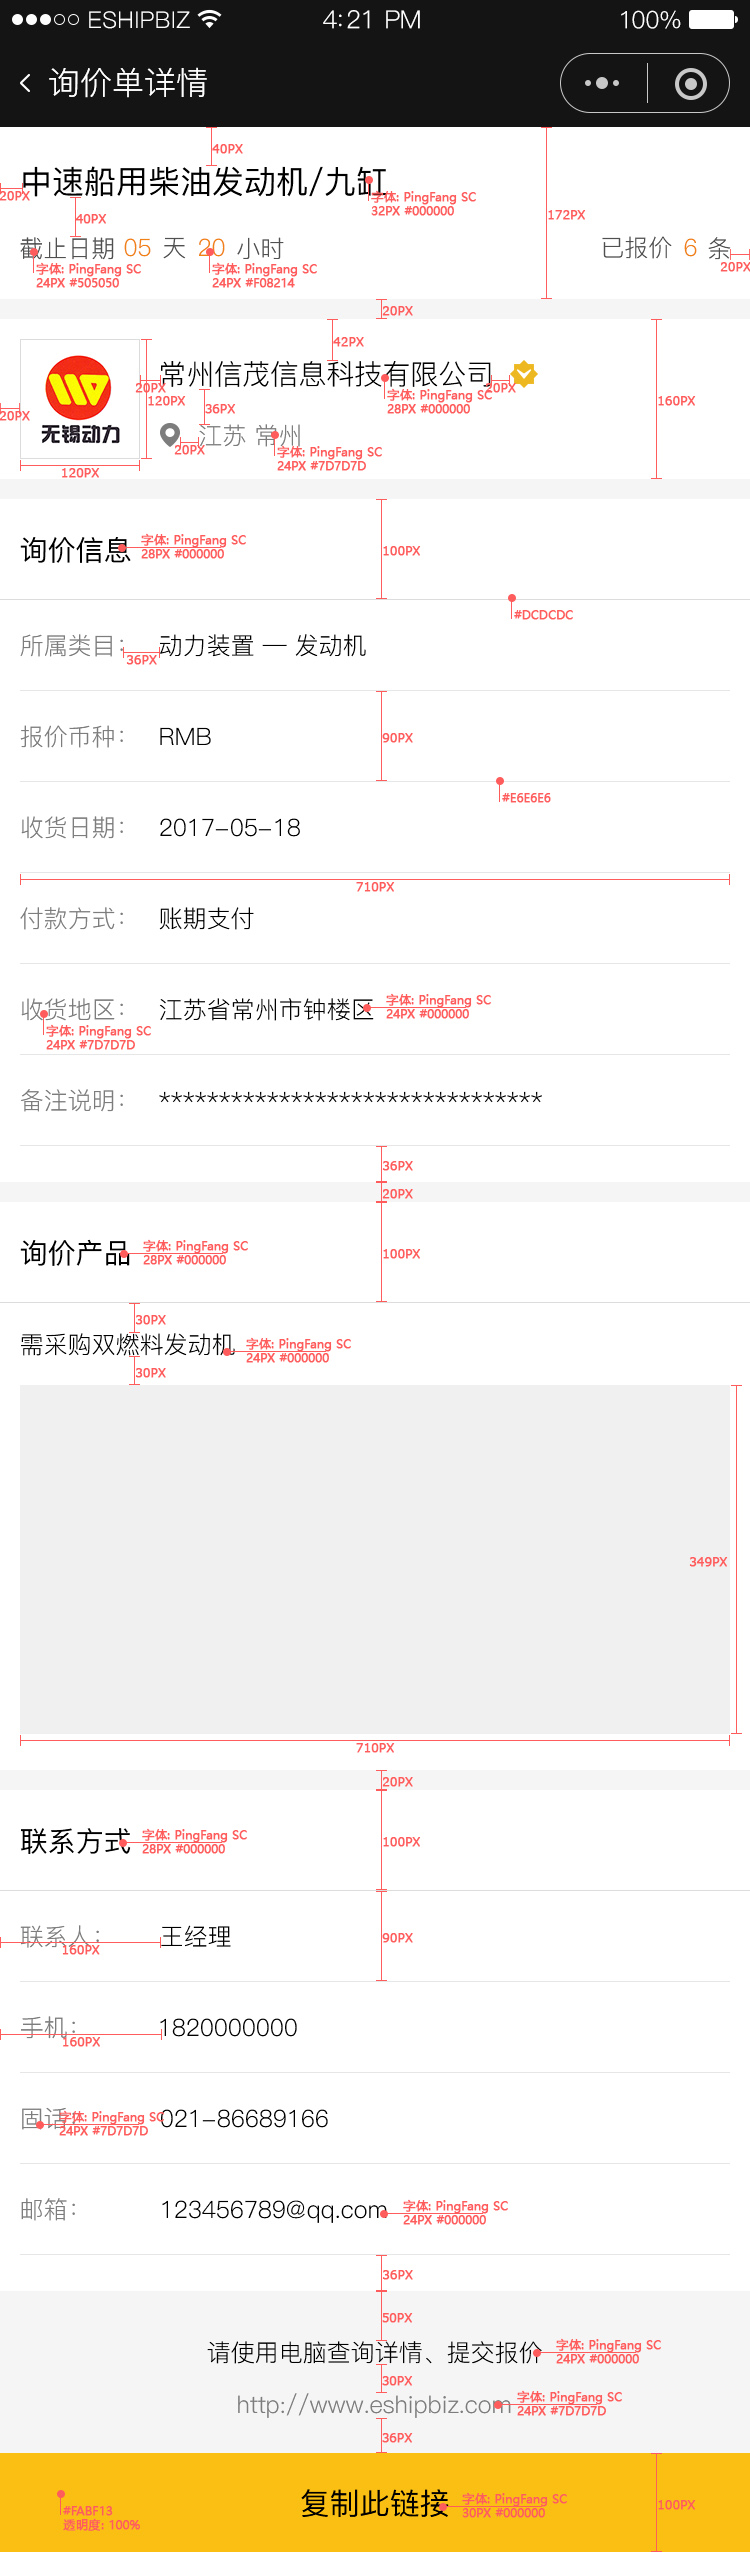 ESHIPBIZ 4:21 PM 100%
询价单详情
40PX
中速船用柴油发动机/九缸
20PX
字体: PingFang SC
32PX #000000
40PX
172PX
截止日期 05 天 20 小时 已报价 6 条
字体: PingFang SC
24PX #505050
字体: PingFang SC
24PX #F08214
20PX
20PX
42PX
常州信茂信息科技有限公司
20PX
120PX
20PX
字体: PingFang SC
28PX #000000
160PX
36PX
20PX
无锡动力
江苏 常州
20PX
字体: PingFang SC
24PX #7D7D7D
120PX
询价信息
字体: PingFang SC
28PX #000000
100PX
#DCDCDC
所属类目: 动力装置 — 发动机
36PX
报价币种: RMB
90PX
#E6E6E6
收货日期: 2017-05-18
710PX
付款方式: 账期支付
收货地区: 江苏省常州市钟楼区
字体: PingFang SC
24PX #000000
字体: PingFang SC
24PX #7D7D7D
备注说明: ********************************
36PX
20PX
询价产品
字体: PingFang SC
28PX #000000
100PX
30PX
需采购双燃料发动机
字体: PingFang SC
24PX #000000
30PX
349PX
710PX
20PX
联系方式
字体: PingFang SC
28PX #000000
100PX
联系人: 王经理
160PX
90PX
手机: 1820000000
160PX
固话: 021-86689166
字体: PingFang SC
24PX #7D7D7D
邮箱: 123456789@qq.com
字体: PingFang SC
24PX #000000
36PX
50PX
请使用电脑查询详情、提交报价
字体: PingFang SC
24PX #000000
30PX
http://www.eshipbiz.com
字体: PingFang SC
24PX #7D7D7D
36PX
复制此链接
字体: PingFang SC
30PX #000000
100PX
#FABF13
透明度: 100%